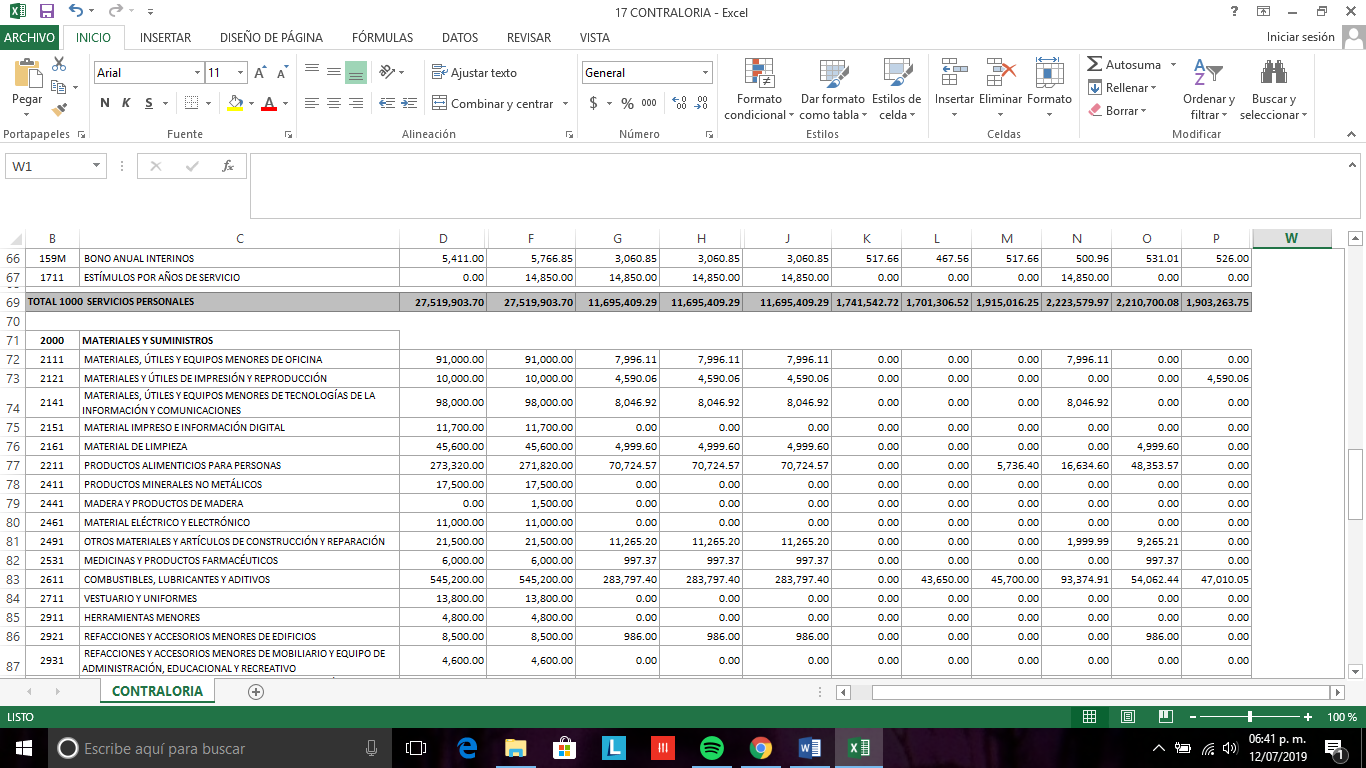 17 CONTRALORIA - Excel
ARCHIVO INICIO INSERTAR DISEÑO DE PÁGINA FÓRMULAS DATOS REVISAR VISTA Iniciar sesión
Pegar
Arial 11
N K S
Ajustar texto
Combinar y centrar
General
$ % 000
Formato condicional
Dar formato como tabla
Estilos de celda
Insertar Eliminar Formato
Autosuma
Rellenar
Borrar
Ordenar y filtrar
Buscar y seleccionar
Portapapeles Fuente Alineación Número Estilos Celdas Modificar
W1 fx
B C D F G H J K L M N O P W
66 159M BONO ANUAL INTERINOS 5,411.00 5,766.85 3,060.85 3,060.85 3,060.85 517.66 467.56 517.66 500.96 531.01 526.00
67 1711 ESTÍMULOS POR AÑOS DE SERVICIO 0.00 14,850.00 14,850.00 14,850.00 14,850.00 0.00 0.00 0.00 14,850.00 0.00 0.00
69 TOTAL 1000 SERVICIOS PERSONALES 27,519,903.70 27,519,903.70 11,695,409.29 11,695,409.29 11,695,409.29 1,741,542.72 1,701,306.52 1,915,016.25 2,223,579.97 2,210,700.08 1,903,263.75
70
71 2000 MATERIALES Y SUMINISTROS
72 2111 MATERIALES, ÚTILES Y EQUIPOS MENORES DE OFICINA 91,000.00 91,000.00 7,996.11 7,996.11 7,996.11 0.00 0.00 0.00 7,996.11 0.00 0.00
73 2121 MATERIALES Y ÚTILES DE IMPRESIÓN Y REPRODUCCIÓN 10,000.00 10,000.00 4,590.06 4,590.06 4,590.06 0.00 0.00 0.00 0.00 0.00 4,590.06
74 2141 MATERIALES, ÚTILES Y EQUIPOS MENORES DE TECNOLOGÍAS DE LA
INFORMACIÓN Y COMUNICACIONES 98,000.00 98,000.00 8,046.92 8,046.92 8,046.92 0.00 0.00 0.00 8,046.92 0.00 0.00
75 2151 MATERIAL IMPRESO E INFORMACIÓN DIGITAL 11,700.00 11,700.00 0.00 0.00 0.00 0.00 0.00 0.00 0.00 0.00 0.00
76 2161 MATERIAL DE LIMPIEZA 45,600.00 45,600.00 4,999.60 4,999.60 4,999.60 0.00 0.00 0.00 0.00 4,999.60 0.00
77 2211 PRODUCTOS ALIMENTICIOS PARA PERSONAS 273,320.00 271,820.00 70,724.57 70,724.57 70,724.57 0.00 0.00 5,736.40 16,634.60 48,353.57 0.00
78 2411 PRODUCTOS MINERALES NO METÁLICOS 17,500.00 17,500.00 0.00 0.00 0.00 0.00 0.00 0.00 0.00 0.00 0.00
79 2441 MADERA Y PRODUCTOS DE MADERA 0.00 1,500.00 0.00 0.00 0.00 0.00 0.00 0.00 0.00 0.00 0.00
80 2461 MATERIAL ELÉCTRICO Y ELECTRÓNICO 11,000.00 11,000.00 0.00 0.00 0.00 0.00 0.00 0.00 0.00 0.00 0.00
81 2491 OTROS MATERIALES Y ARTÍCULOS DE CONSTRUCCIÓN Y REPARACIÓN 21,500.00 21,500.00 11,265.20 11,265.20 11,265.20 0.00 0.00 0.00 1,999.99 9,265.21 0.00
82 2531 MEDICINAS Y PRODUCTOS FARMACÉUTICOS 6,000.00 6,000.00 997.37 997.37 997.37 0.00 0.00 0.00 0.00 997.37 0.00
83 2611 COMBUSTIBLES, LUBRICANTES Y ADITIVOS 545,200.00 545,200.00 283,797.40 283,797.40 283,797.40 0.00 43,650.00 45,700.00 93,374.91 54,062.44 47,010.05
84 2711 VESTUARIO Y UNIFORMES 13,800.00 13,800.00 0.00 0.00 0.00 0.00 0.00 0.00 0.00 0.00 0.00
85 2911 HERRAMIENTAS MENORES 4,800.00 4,800.00 0.00 0.00 0.00 0.00 0.00 0.00 0.00 0.00 0.00
86 2921 REFACCIONES Y ACCESORIOS MENORES DE EDIFICIOS 8,500.00 8,500.00 986.00 986.00 986.00 0.00 0.00 0.00 0.00 986.00 0.00
87 2931 REFACCIONES Y ACCESORIOS MENORES DE MOBILIARIO Y EQUIPO DE
ADMINISTRACIÓN, EDUCACIONAL Y RECREATIVO 4,600.00 4,600.00 0.00 0.00 0.00 0.00 0.00 0.00 0.00 0.00 0.00
CONTRALORIA
LISTO 100 %
Escribe aquí para buscar
06:41 p. m.
12/07/2019
1